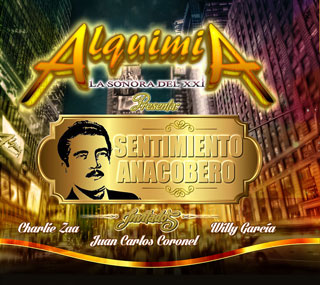 AlquimiA
LA SONORA DEL XXI
Presenta:
SENTIMIENTO
ANACOBERO
Invitados
Charlie Zaa
Juan Carlos Coronel
Willy García